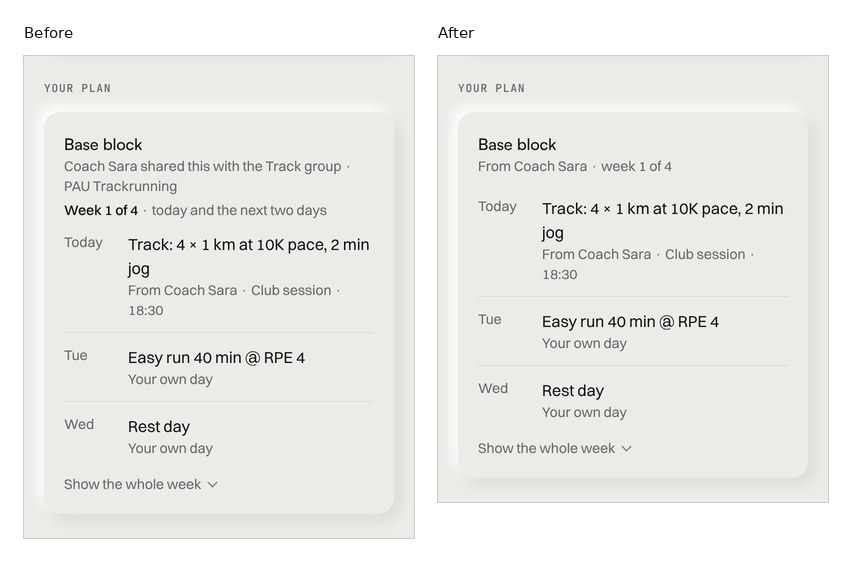 Before
YOUR PLAN
Base block
Coach Sara shared this with the Track group ·
PAU Trackrunning
Week 1 of 4 · today and the next two days
Today
Track: 4 × 1 km at 10K pace, 2 min
jog
From Coach Sara · Club session ·
18:30
Tue
Easy run 40 min @ RPE 4
Your own day
Wed
Rest day
Your own day
Show the whole week
After
YOUR PLAN
Base block
From Coach Sara · week 1 of 4
Today
Track: 4 × 1 km at 10K pace, 2 min
jog
From Coach Sara · Club session ·
18:30
Tue
Easy run 40 min @ RPE 4
Your own day
Wed
Rest day
Your own day
Show the whole week